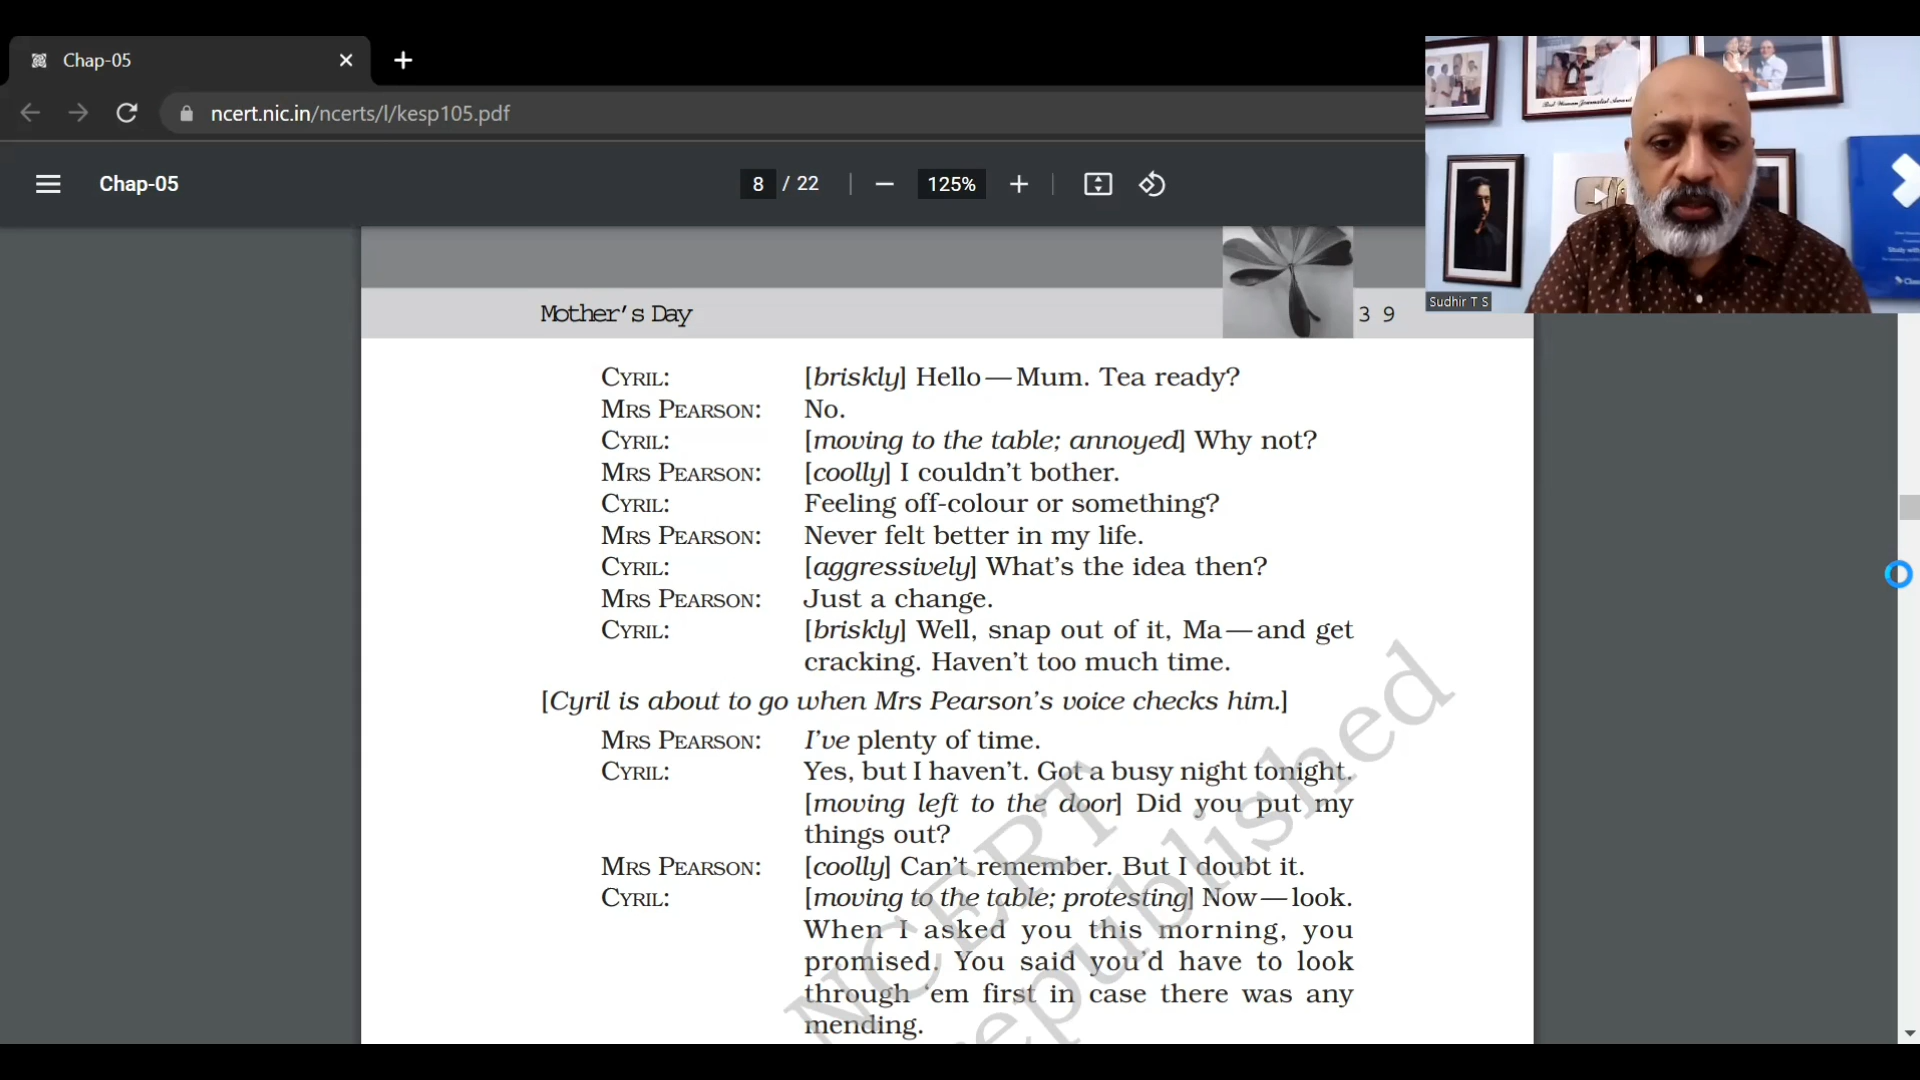 Chap-05
ncert.nic.in/ncerts/l/kesp105.pdf
Chap-05
8 / 22
125%
Best Woman Journalist Award
Sudhir T S
Mother's Day
3 9
CYRIL: [briskly] Hello—Mum. Tea ready?
MRS PEARSON: No.
CYRIL: [moving to the table; annoyed] Why not?
MRS PEARSON: [coolly] I couldn't bother.
CYRIL: Feeling off-colour or something?
MRS PEARSON: Never felt better in my life.
CYRIL: [aggressively] What's the idea then?
MRS PEARSON: Just a change.
CYRIL: [briskly] Well, snap out of it, Ma—and get
cracking. Haven't too much time.
[Cyril is about to go when Mrs Pearson's voice checks him.]
MRS PEARSON: I've plenty of time.
CYRIL: Yes, but I haven't. Got a busy night tonight.
[moving left to the door] Did you put my
things out?
MRS PEARSON: [coolly] Can't remember. But I doubt it.
CYRIL: [moving to the table; protesting] Now—look.
When I asked you this morning, you
promised. You said you'd have to look
through ‘em first in case there was any
mending.
NCERT
republished